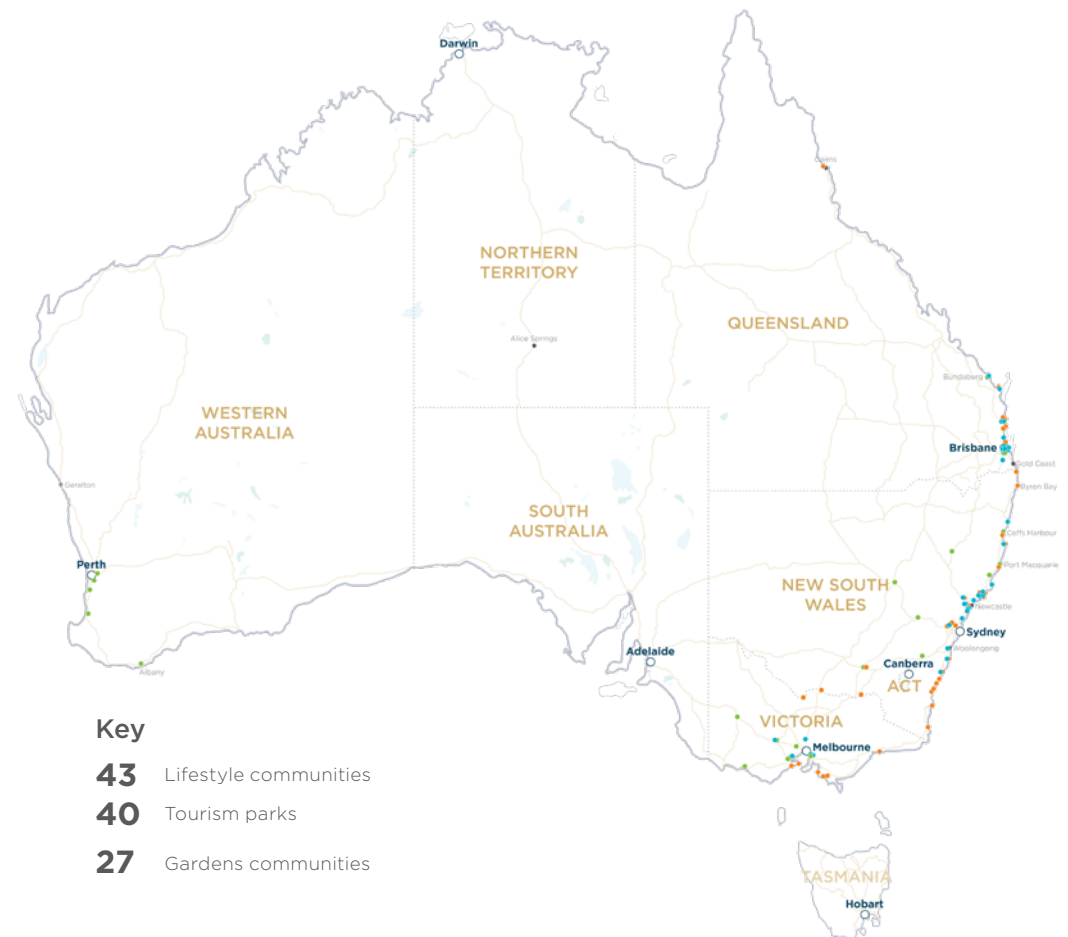 Darwin
Cairns
NORTHERN
TERRITORY
QUEENSLAND
Alice Springs
Bundaberg
WESTERN
AUSTRALIA
Brisbane
Gold Coast
Geralton
Byron Bay
SOUTH
AUSTRALIA
Coffs Harbour
Perth
Port Macquarie
NEW SOUTH
WALES
Newcastle
Sydney
Adelaide
Woolongong
Canberra
Albany
ACT
VICTORIA
Melbourne
Key
43 Lifestyle communities
40 Tourism parks
27 Gardens communities
TASMANIA
Hobart